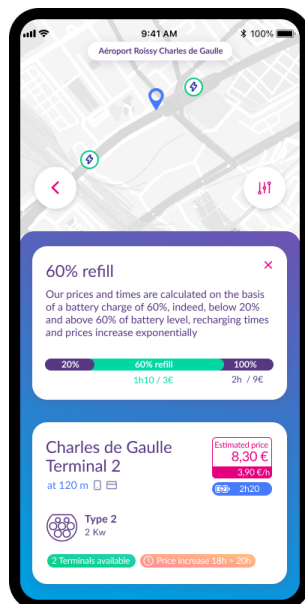 9:41 AM
100%
Aéroport Roissy Charles de Gaulle
60% refill
Our prices and times are calculated on the basis
of a battery charge of 60%, indeed, below 20%
and above 60% of battery level, recharging times
and prices increase exponentially
20% 60% refill 100%
1h10 / 3€ 2h / 9€
Charles de Gaulle
Terminal 2
at 120 m
Estimated price
8,30 €
3,90 €/h
2h20
Type 2
2 Kw
2 Terminals available
Price increase 18h > 20h